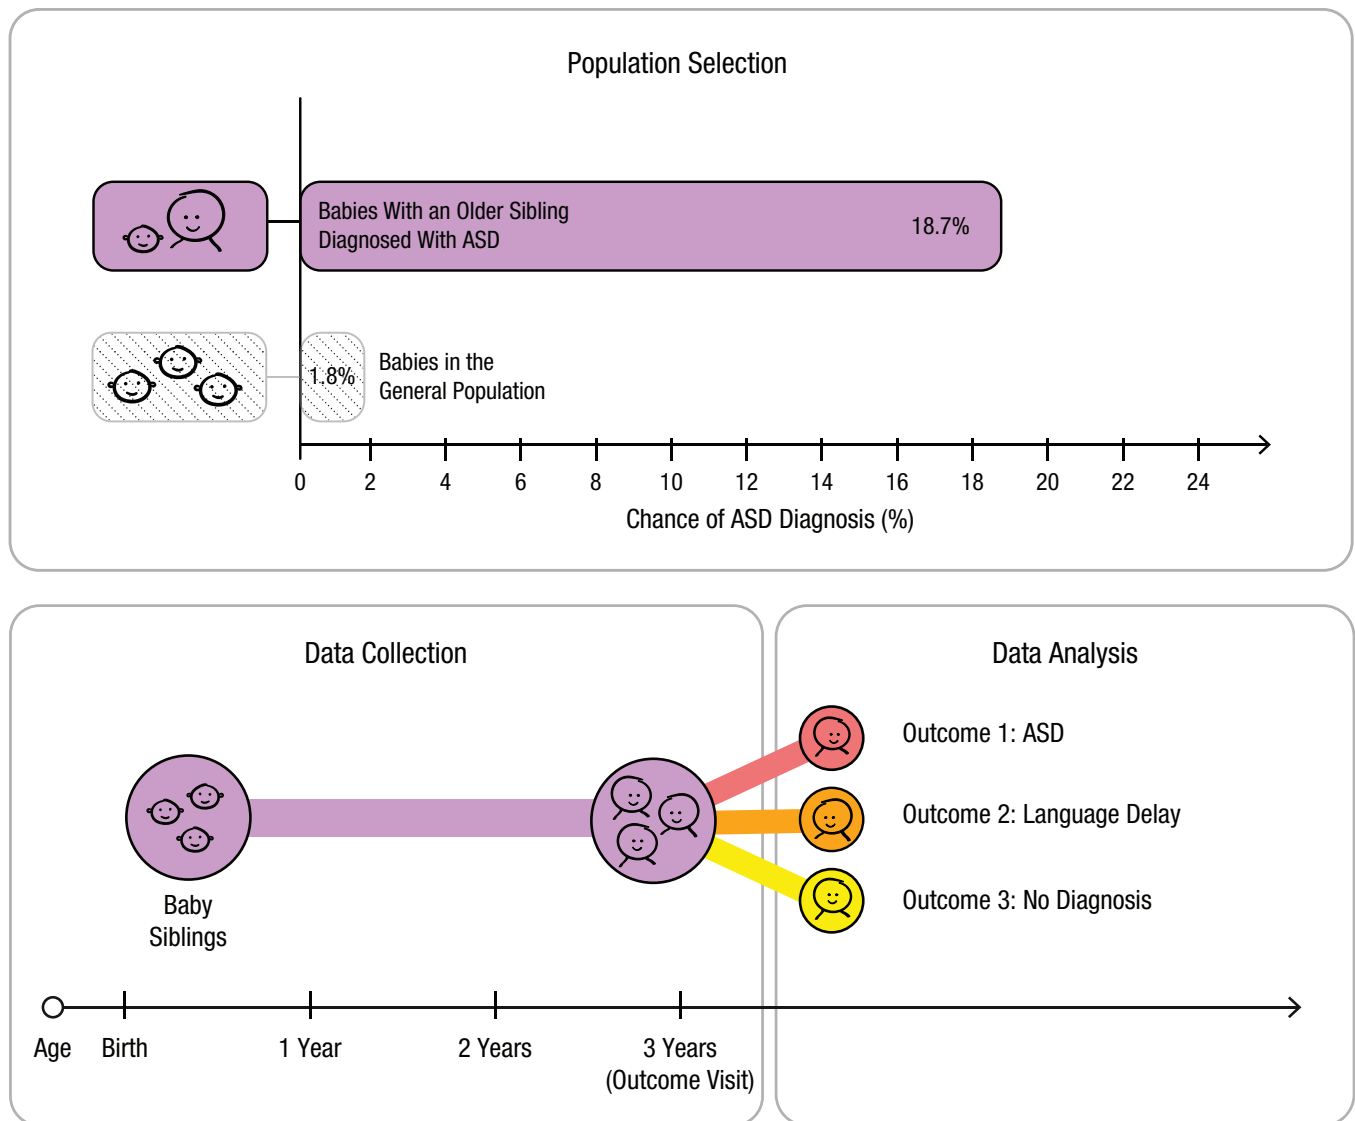 Population Selection
Babies With an Older Sibling
Diagnosed With ASD
18.7%
1.8%
Babies in the
General Population
0 2 4 6 8 10 12 14 16 18 20 22 24
Chance of ASD Diagnosis (%)
Data Collection
Baby
Siblings
Age Birth 1 Year 2 Years 3 Years
(Outcome Visit)
Data Analysis
Outcome 1: ASD
Outcome 2: Language Delay
Outcome 3: No Diagnosis